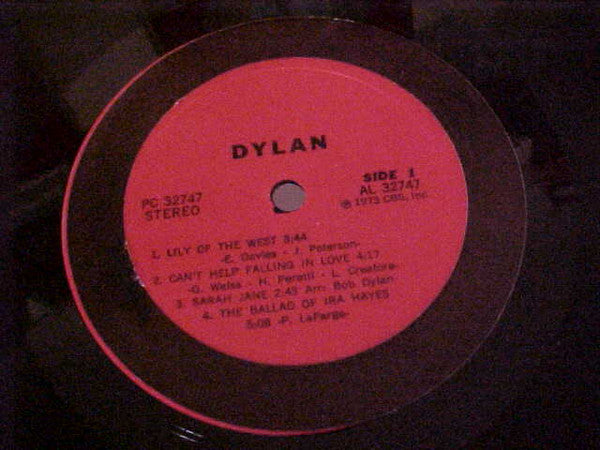 DYLAN
PC 32747
STEREO
SIDE 1
AL 32747
℗ 1973 CBS, Inc.
1. LILY OF THE WEST 3:44
-E. Davies - J. Peterson-
2. CAN'T HELP FALLING IN LOVE 4:17
-G. Weiss - H. Peretti - L. Creatore-
3. SARAH JANE 2:43 Arr: Bob Dylan
4. THE BALLAD OF IRA HAYES
5:08 -P. LaFarge-